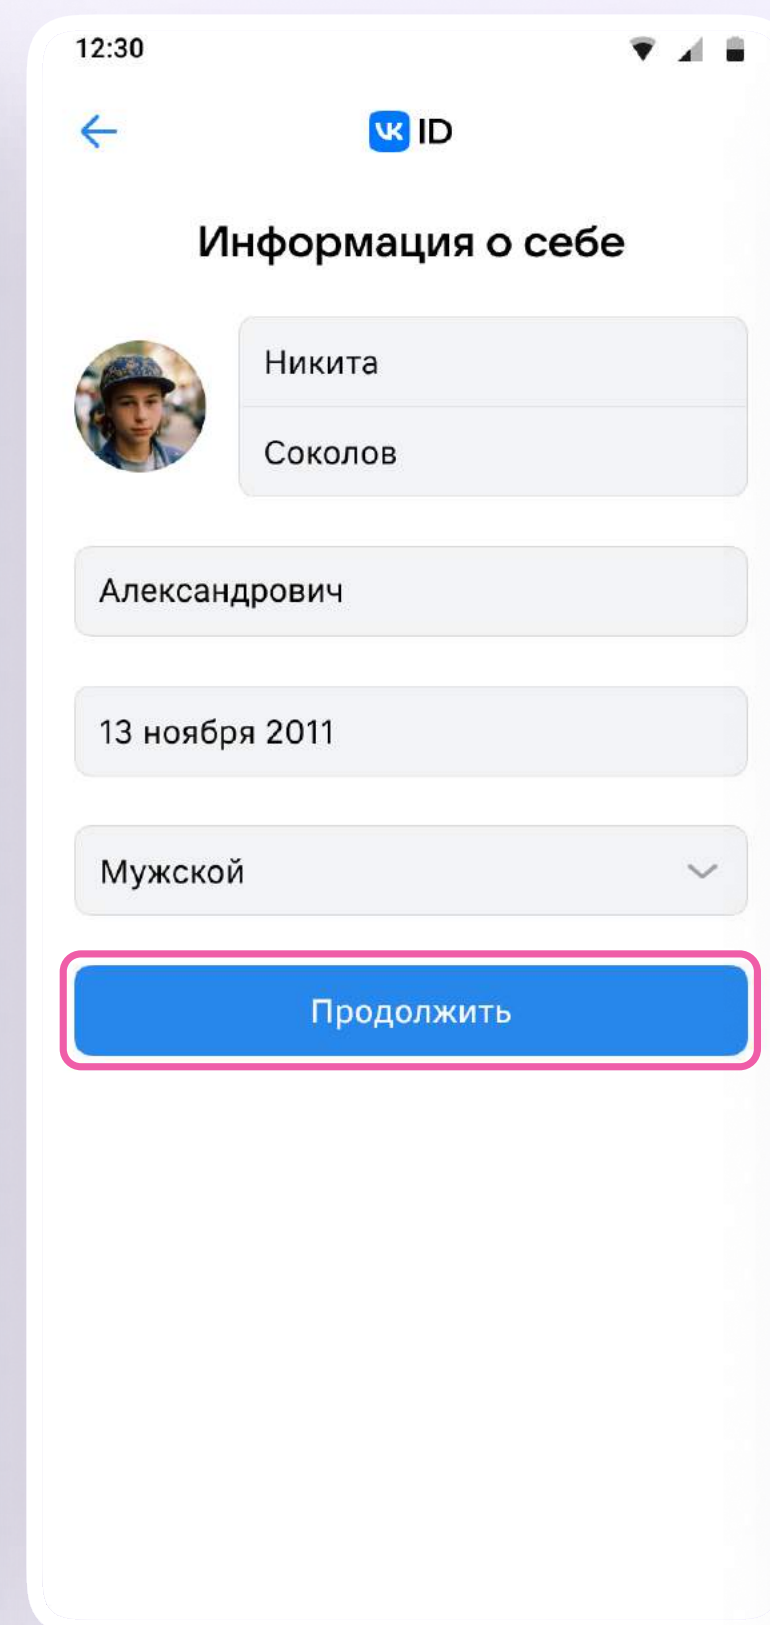 12:30
VK ID
Информация о себе
Никита
Соколов
Александрович
13 ноября 2011
Мужской
Продолжить